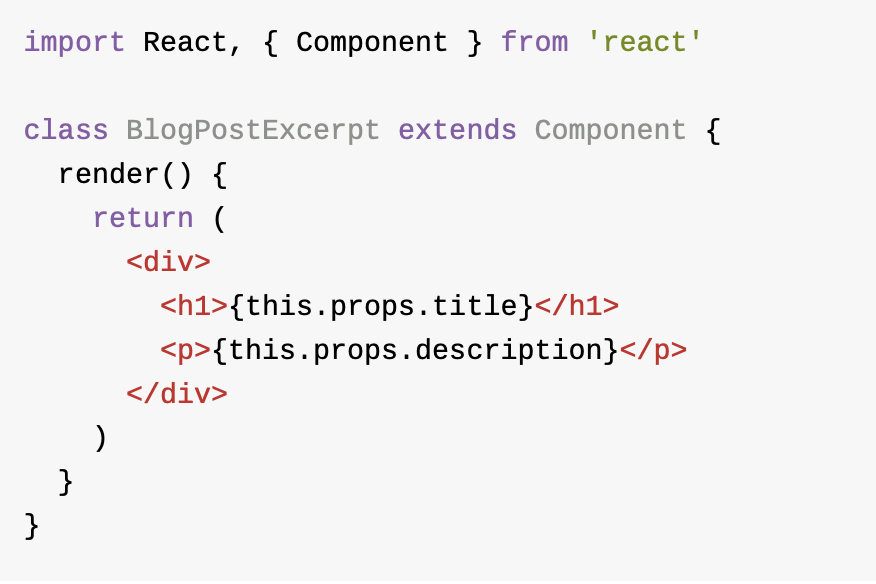 import React, { Component } from 'react'

class BlogPostExcerpt extends Component {
  render() {
    return (
      <div>
        <h1>{this.props.title}</h1>
        <p>{this.props.description}</p>
      </div>
    )
  }
}